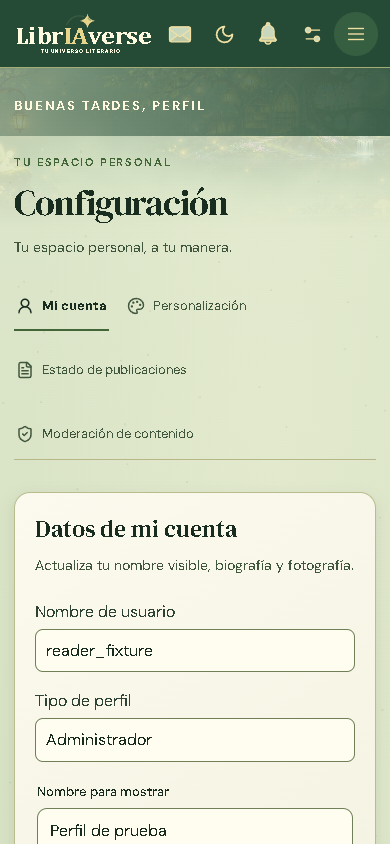 LibrIAverse
TU UNIVERSO LITERARIO
BUENAS TARDES, PERFIL
TU ESPACIO PERSONAL
Configuración
Tu espacio personal, a tu manera.
Mi cuenta
Personalización
Estado de publicaciones
Moderación de contenido
Datos de mi cuenta
Actualiza tu nombre visible, biografía y fotografía.
Nombre de usuario
reader_fixture
Tipo de perfil
Administrador
Nombre para mostrar
Perfil de prueba